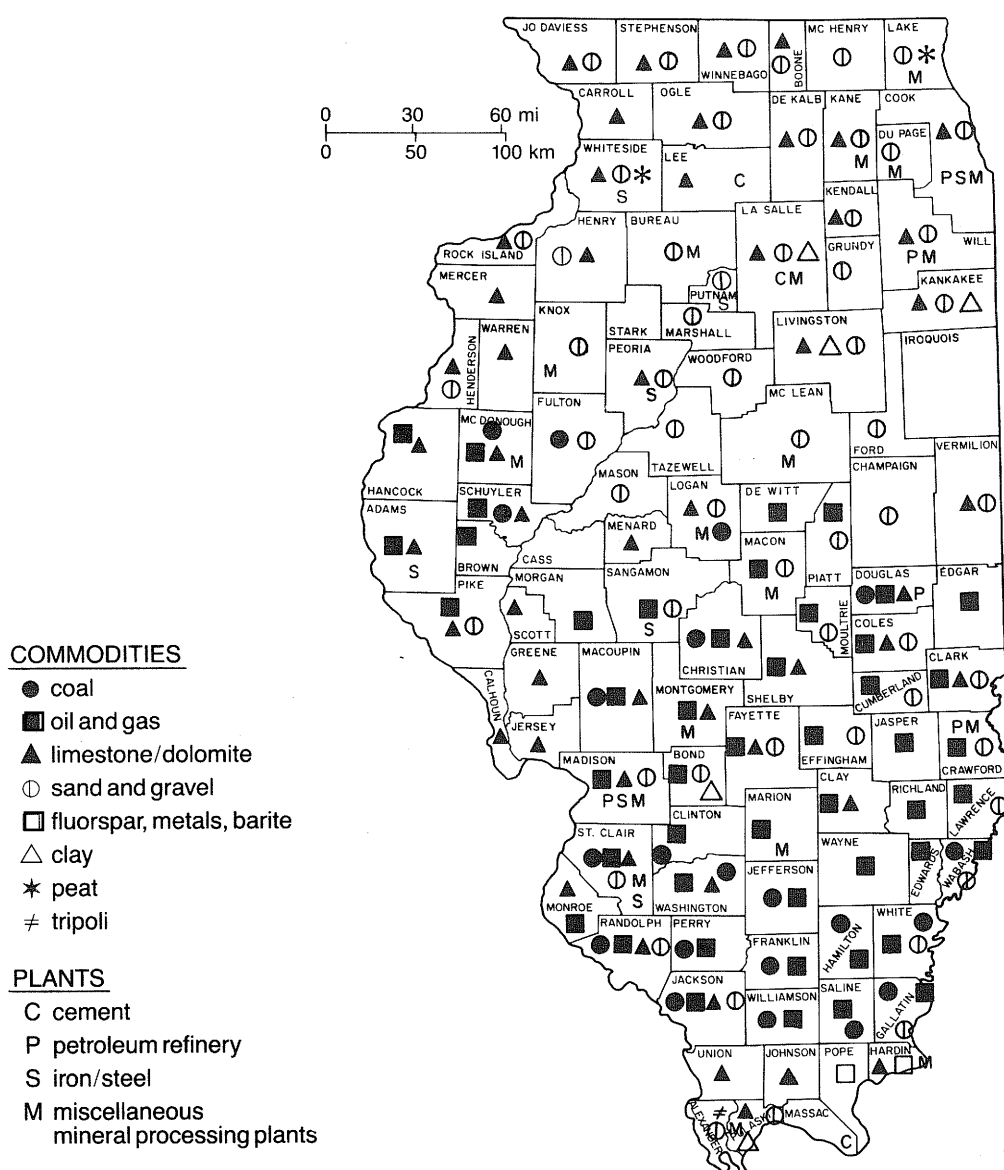 JO DAVIESS
STEPHENSON
WINNEBAGO
BOONE
MC HENRY
LAKE
M
CARROLL
OGLE
DE KALB
KANE
M
COOK
DU PAGE
M
PSM
0 30 60 mi
0 50 100 km
WHITESIDE
S
LEE
C
KENDALL
LA SALLE
CM
HENRY
BUREAU
M
GRUNDY
WILL
PM
ROCK ISLAND
PUTNAM
S
KANKAKEE
MERCER
KNOX
M
STARK
MARSHALL
LIVINGSTON
IROQUOIS
WARREN
HENDERSON
PEORIA
S
WOODFORD
MC LEAN
M
FULTON
MC DONOUGH
M
FORD
VERMILION
TAZEWELL
CHAMPAIGN
HANCOCK
SCHUYLER
MASON
LOGAN
M
DE WITT
ADAMS
S
MENARD
MACON
M
PIATT
BROWN
CASS
PIKE
MORGAN
SANGAMON
S
DOUGLAS
P
EDGAR
SCOTT
MOULTRIE
COLES
GREENE
MACOUPIN
CHRISTIAN
SHELBY
CLARK
CUMBERLAND
CALHOUN
JERSEY
MONTGOMERY
M
FAYETTE
EFFINGHAM
JASPER
PM
CRAWFORD
MADISON
PSM
BOND
CLAY
RICHLAND
LAWRENCE
CLINTON
MARION
M
ST. CLAIR
M
S
WAYNE
EDWARDS
WABASH
MONROE
WASHINGTON
JEFFERSON
RANDOLPH
PERRY
HAMILTON
WHITE
FRANKLIN
JACKSON
WILLIAMSON
SALINE
GALLATIN
UNION
JOHNSON
POPE
HARDIN
M
ALEXANDER
M
PULASKI
MASSAC
C
COMMODITIES
coal
oil and gas
limestone/dolomite
sand and gravel
fluorspar, metals, barite
clay
peat
tripoli
PLANTS
C cement
P petroleum refinery
S iron/steel
M miscellaneous
mineral processing plants